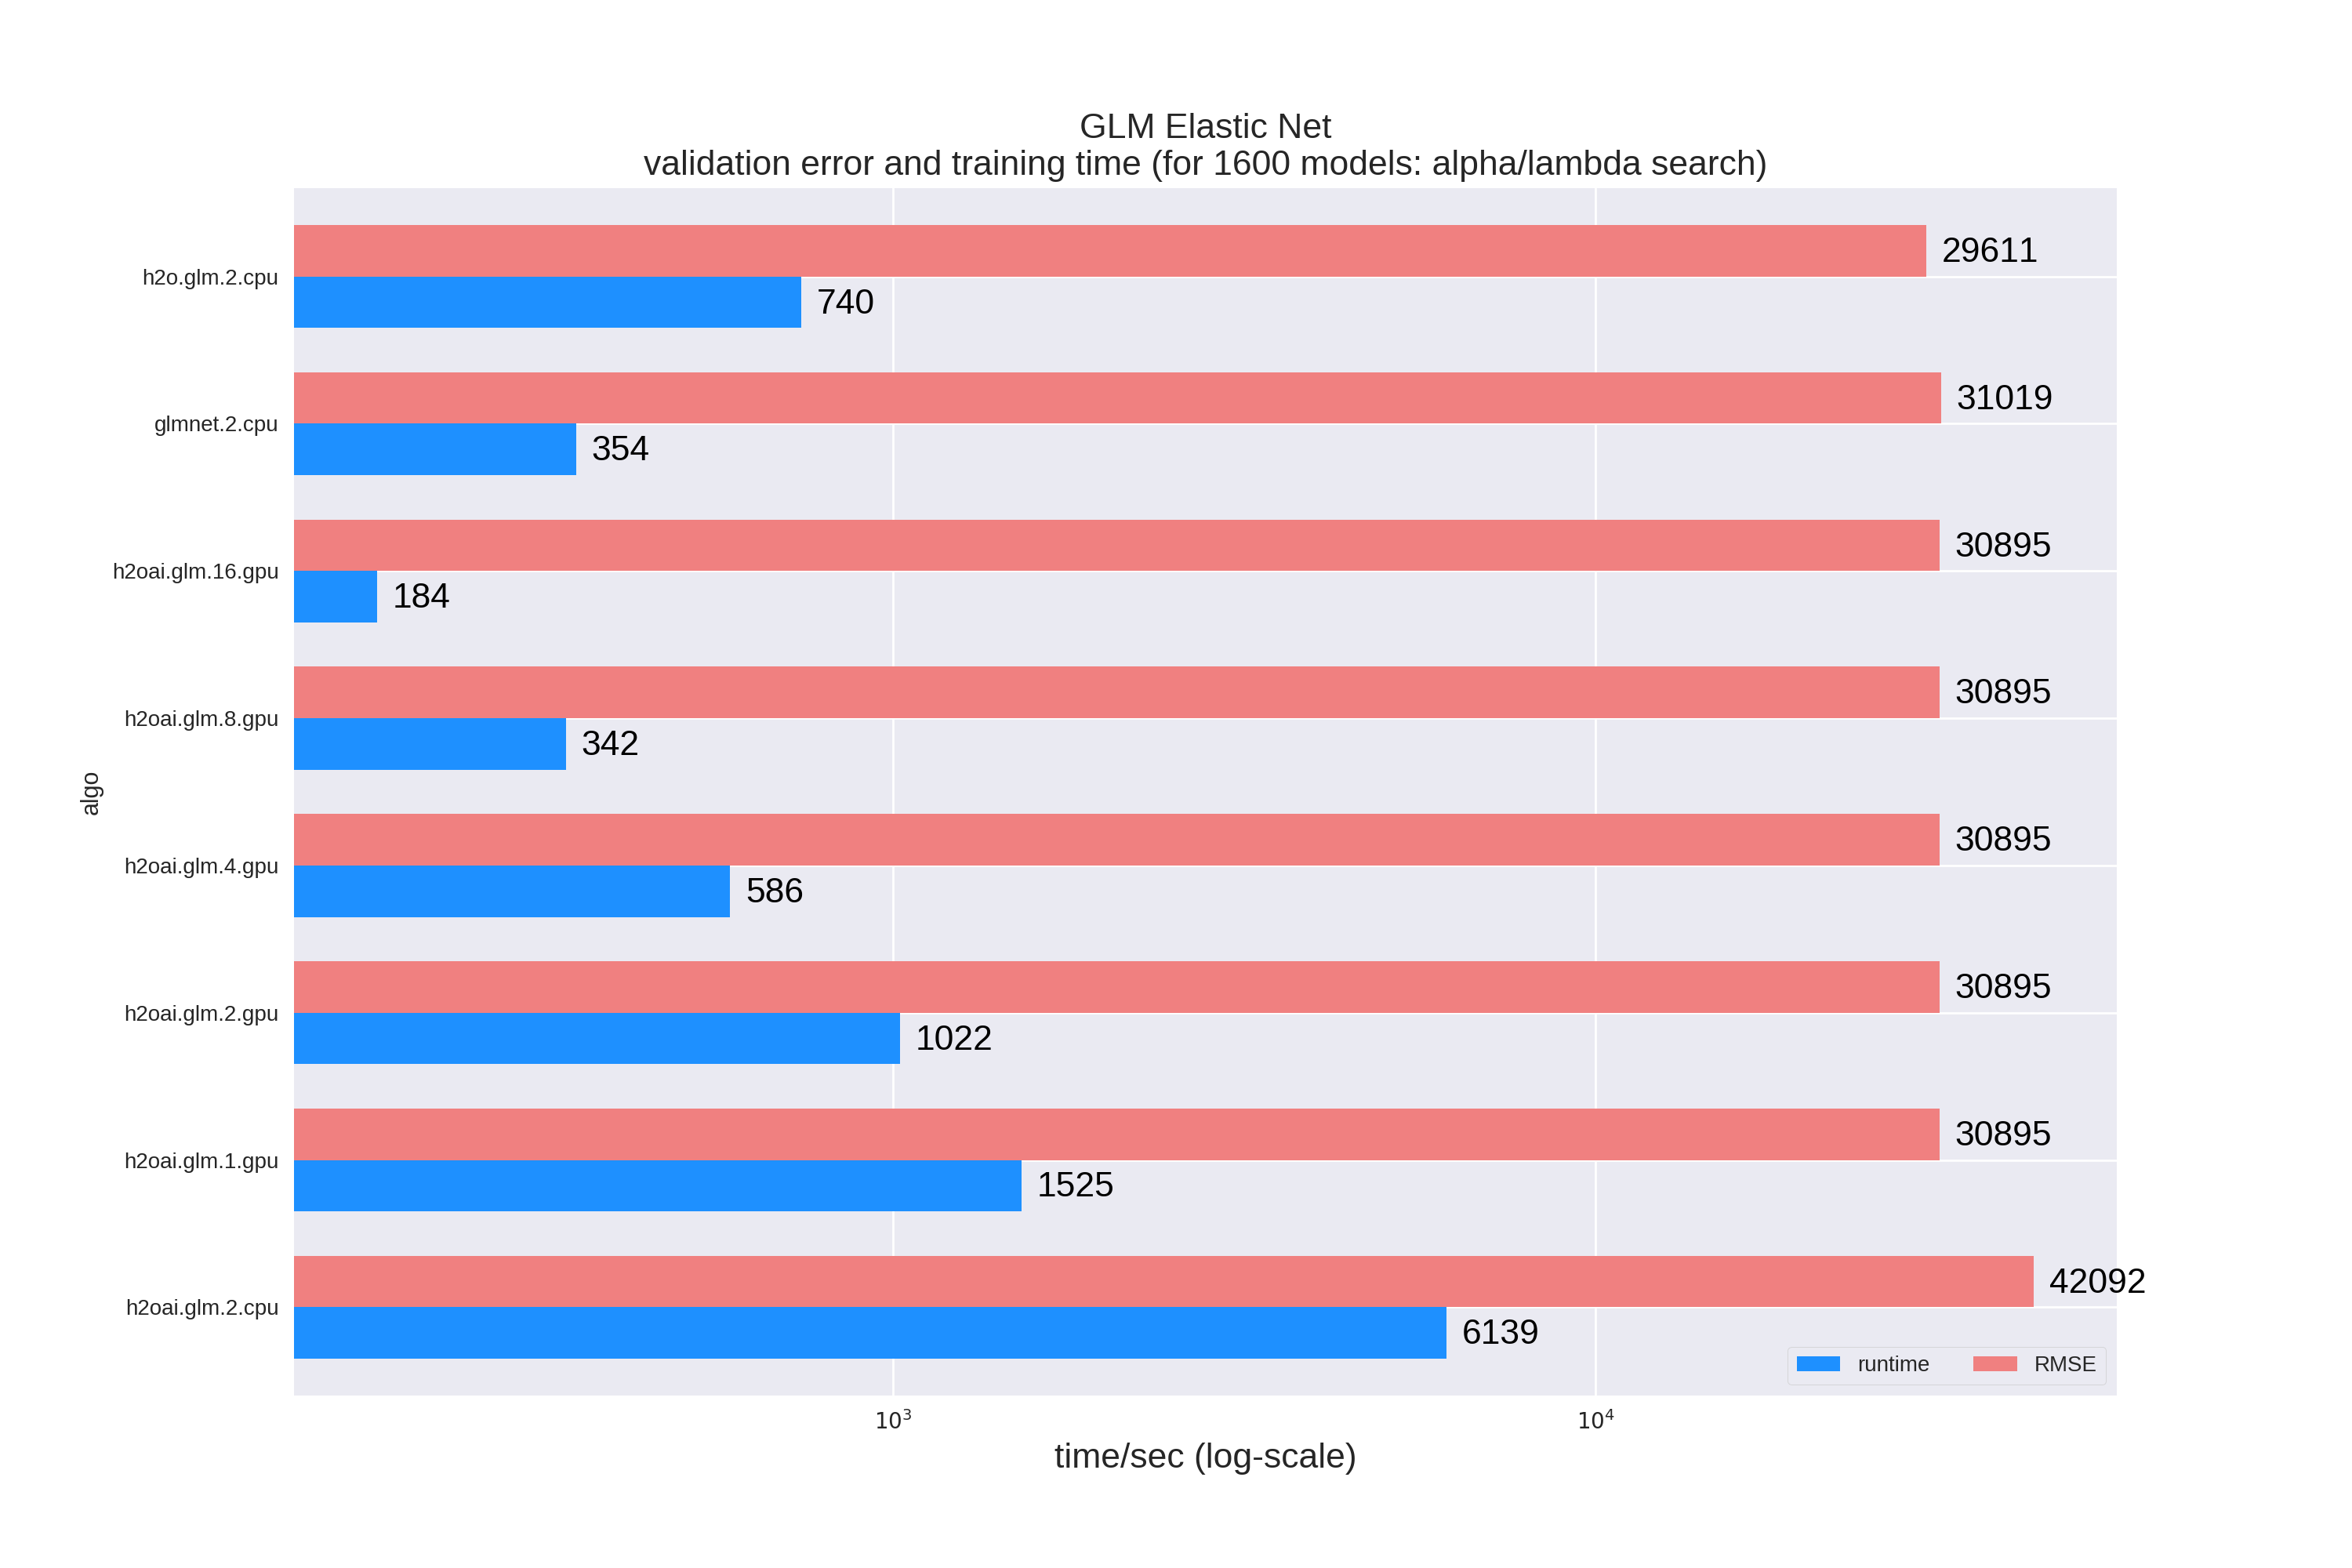 GLM Elastic Net
validation error and training time (for 1600 models: alpha/lambda search)
algo
h2o.glm.2.cpu
29611
740
glmnet.2.cpu
31019
354
h2oai.glm.16.gpu
30895
184
h2oai.glm.8.gpu
30895
342
h2oai.glm.4.gpu
30895
586
h2oai.glm.2.gpu
30895
1022
h2oai.glm.1.gpu
30895
1525
h2oai.glm.2.cpu
42092
6139
runtime RMSE
10³ 10⁴
time/sec (log-scale)